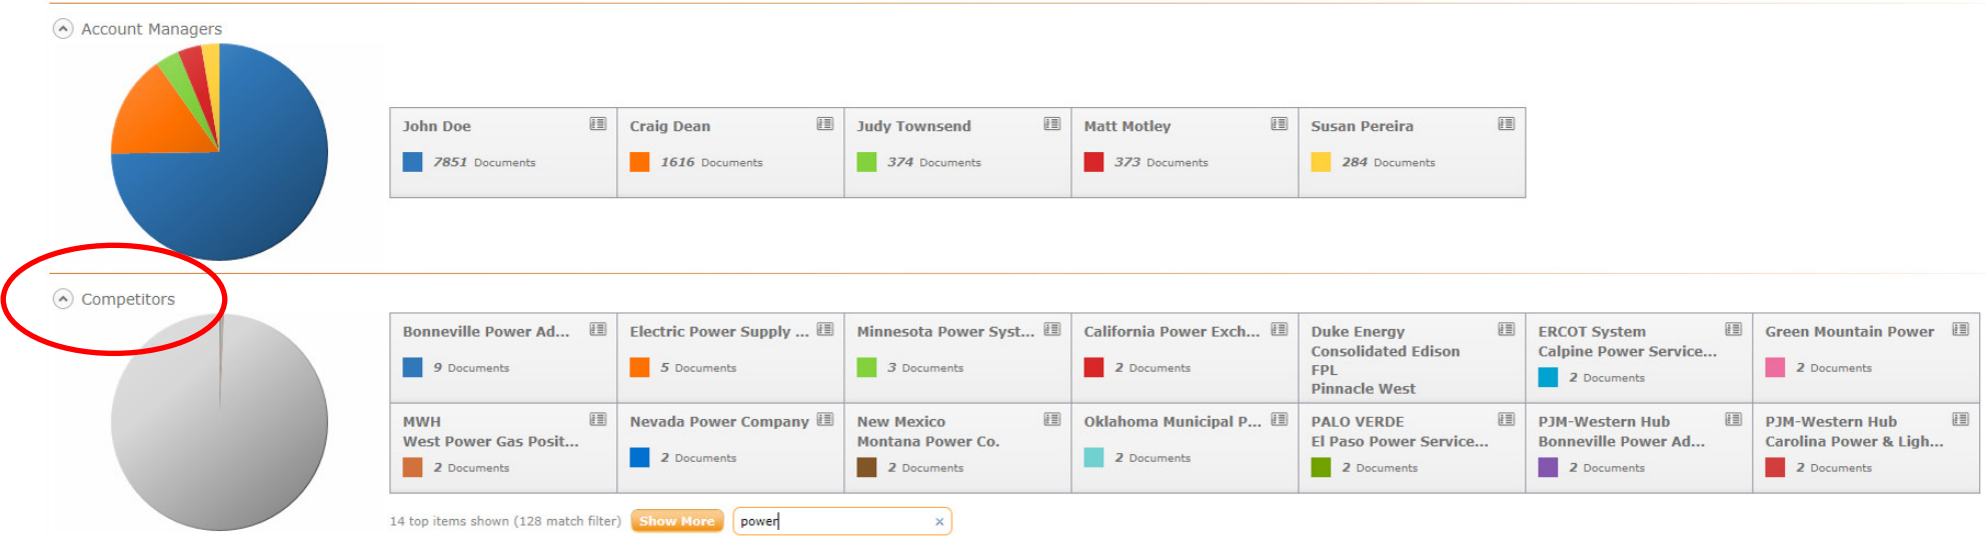 Account Managers
John Doe
7851 Documents
Craig Dean
1616 Documents
Judy Townsend
374 Documents
Matt Motley
373 Documents
Susan Pereira
284 Documents
Competitors
Bonneville Power Ad...
9 Documents
Electric Power Supply ...
5 Documents
Minnesota Power Syst...
3 Documents
California Power Exch...
2 Documents
Duke Energy
Consolidated Edison
FPL
Pinnacle West
ERCOT System
Calpine Power Service...
2 Documents
Green Mountain Power
2 Documents
MWH
West Power Gas Posit...
2 Documents
Nevada Power Company
2 Documents
New Mexico
Montana Power Co.
2 Documents
Oklahoma Municipal P...
2 Documents
PALO VERDE
El Paso Power Service...
2 Documents
PJM-Western Hub
Bonneville Power Ad...
2 Documents
PJM-Western Hub
Carolina Power & Ligh...
2 Documents
14 top items shown (128 match filter) Show More power ×